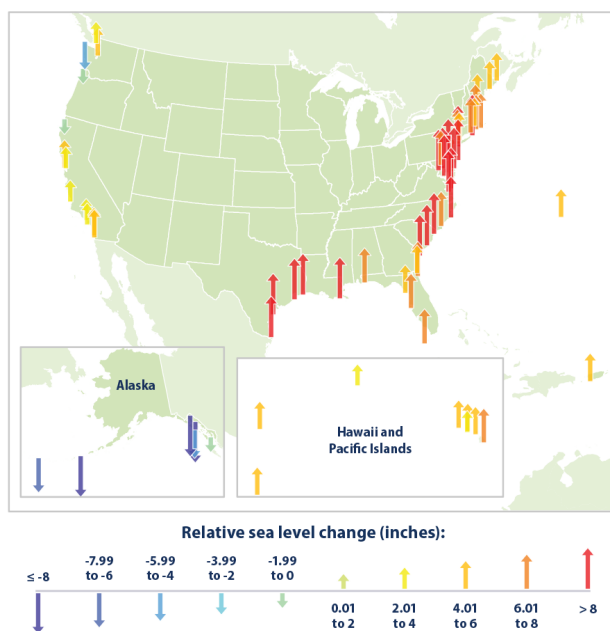 Alaska
Hawaii and
Pacific Islands
Relative sea level change (inches):
≤ -8
-7.99
to -6
-5.99
to -4
-3.99
to -2
-1.99
to 0
0.01
to 2
2.01
to 4
4.01
to 6
6.01
to 8
> 8